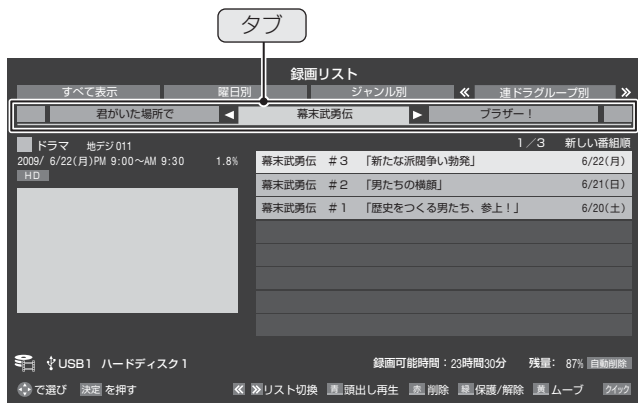 タブ
録画リスト
すべて表示 曜日別 ジャンル別 ≪ 連ドラグループ別 ≫
君がいた場所で ◀ 幕末武勇伝 ▶ ブラザー！
ドラマ 地デジ011 1／3 新しい番組順
2009/ 6/22(月)PM 9:00～AM 9:30 1.8%
HD
幕末武勇伝 ＃３ 「新たな派閥争い勃発」 6/22(月)
幕末武勇伝 ＃２ 「男たちの横顔」 6/21(日)
幕末武勇伝 ＃１ 「歴史をつくる男たち、参上！」 6/20(土)
USB1 ハードディスク1 録画可能時間：23時間30分 残量： 87% 自動削除
で選び 決定 を押す ≪ ≫リスト切換 青 頭出し再生 赤 削除 緑 保護/解除 黄 ムーブ クイック